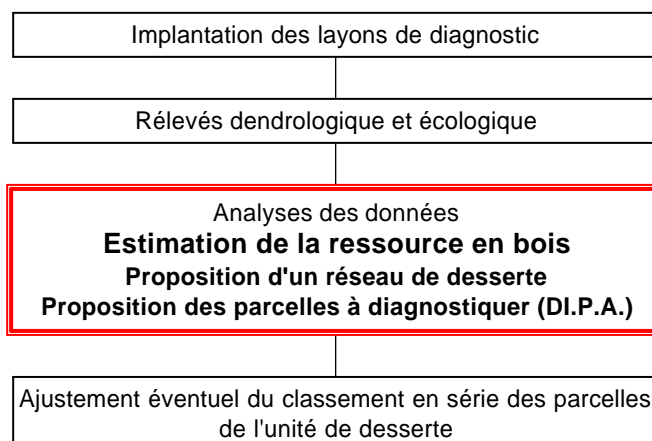 Implantation des layons de diagnostic
Rélevés dendrologique et écologique
Analyses des données
Estimation de la ressource en bois
Proposition d'un réseau de desserte
Proposition des parcelles à diagnostiquer (DI.P.A.)
Ajustement éventuel du classement en série des parcelles
de l'unité de desserte